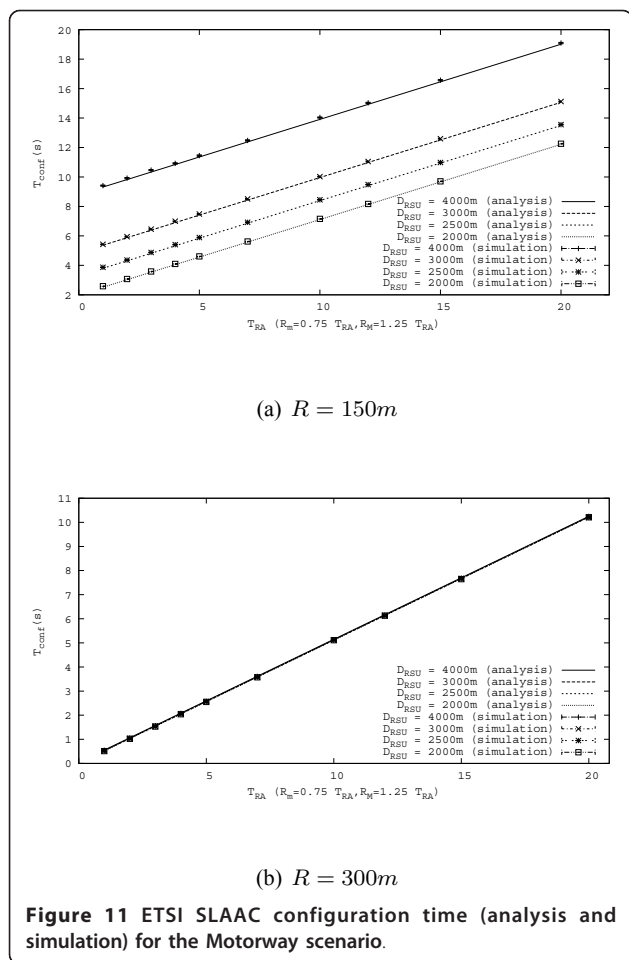 20
18
16
14
12
10
8
6
4
2
T_conf(s)
D_RSU = 4000m (analysis)
D_RSU = 3000m (analysis)
D_RSU = 2500m (analysis)
D_RSU = 2000m (analysis)
D_RSU = 4000m (simulation)
D_RSU = 3000m (simulation)
D_RSU = 2500m (simulation)
D_RSU = 2000m (simulation)
0 5 10 15 20
T_RA (R_m=0.75 T_RA,R_M=1.25 T_RA)
(a) R = 150m
11
10
9
8
7
6
5
4
3
2
1
0
T_conf(s)
D_RSU = 4000m (analysis)
D_RSU = 3000m (analysis)
D_RSU = 2500m (analysis)
D_RSU = 2000m (analysis)
D_RSU = 4000m (simulation)
D_RSU = 3000m (simulation)
D_RSU = 2500m (simulation)
D_RSU = 2000m (simulation)
0 5 10 15 20
T_RA (R_m=0.75 T_RA,R_M=1.25 T_RA)
(b) R = 300m
Figure 11 ETSI SLAAC configuration time (analysis and
simulation) for the Motorway scenario.